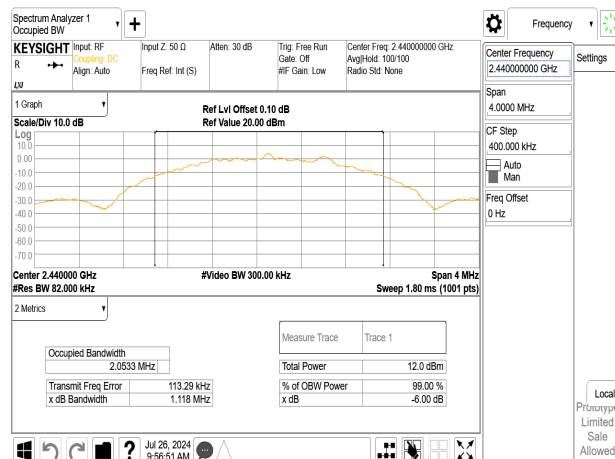 Spectrum Analyzer 1
Occupied BW
Frequency
KEYSIGHT
R
Input: RF
Coupling: DC
Align: Auto
Input Z: 50 Ω
Freq Ref: Int (S)
Atten: 30 dB
Trig: Free Run
Gate: Off
#IF Gain: Low
Center Freq: 2.440000000 GHz
Avg|Hold: 100/100
Radio Std: None
Center Frequency
2.440000000 GHz
Settings
Span
4.0000 MHz
CF Step
400.000 kHz
Auto
Man
Freq Offset
0 Hz
1 Graph
Scale/Div 10.0 dB
Ref Lvl Offset 0.10 dB
Ref Value 20.00 dBm
Log
10.0
0.00
-10.0
-20.0
-30.0
-40.0
-50.0
-60.0
-70.0
Center 2.440000 GHz
#Video BW 300.00 kHz
Span 4 MHz
#Res BW 82.000 kHz
Sweep 1.80 ms (1001 pts)
2 Metrics
Measure Trace
Trace 1
Occupied Bandwidth
2.0533 MHz
Total Power
12.0 dBm
Transmit Freq Error
113.29 kHz
% of OBW Power
99.00 %
x dB Bandwidth
1.118 MHz
x dB
-6.00 dB
Local
Prototype
Limited
Sale
Allowed
?
Jul 26, 2024
9:56:51 AM